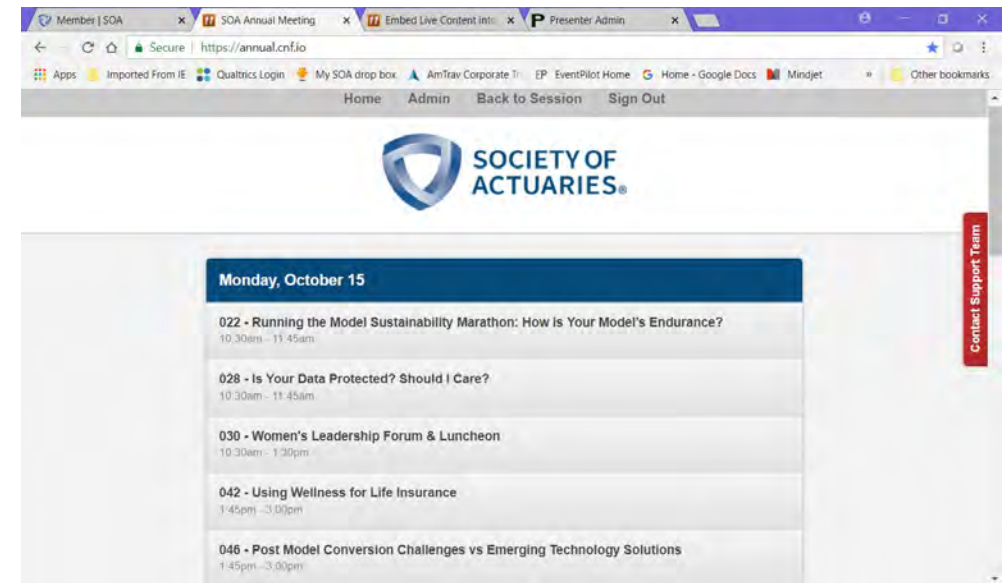 Member | SOA
SOA Annual Meeting
Embed Live Content int
Presenter Admin
Secure
https://annual.cnf.io
Apps
Imported From IE
Qualtrics Login
My SOA drop box
AmTrav Corporate Tr
EP EventPilot Home
G Home - Google Docs
Mindjet
»
Other bookmarks
Home Admin Back to Session Sign Out
SOCIETY OF
ACTUARIES®
Contact Support Team
Monday, October 15
022 - Running the Model Sustainability Marathon: How is Your Model's Endurance?
10:30am - 11:45am
028 - Is Your Data Protected? Should I Care?
10:30am - 11:45am
030 - Women's Leadership Forum & Luncheon
10:30am - 1:30pm
042 - Using Wellness for Life Insurance
1:45pm - 3:00pm
046 - Post Model Conversion Challenges vs Emerging Technology Solutions
1:45pm - 3:00pm